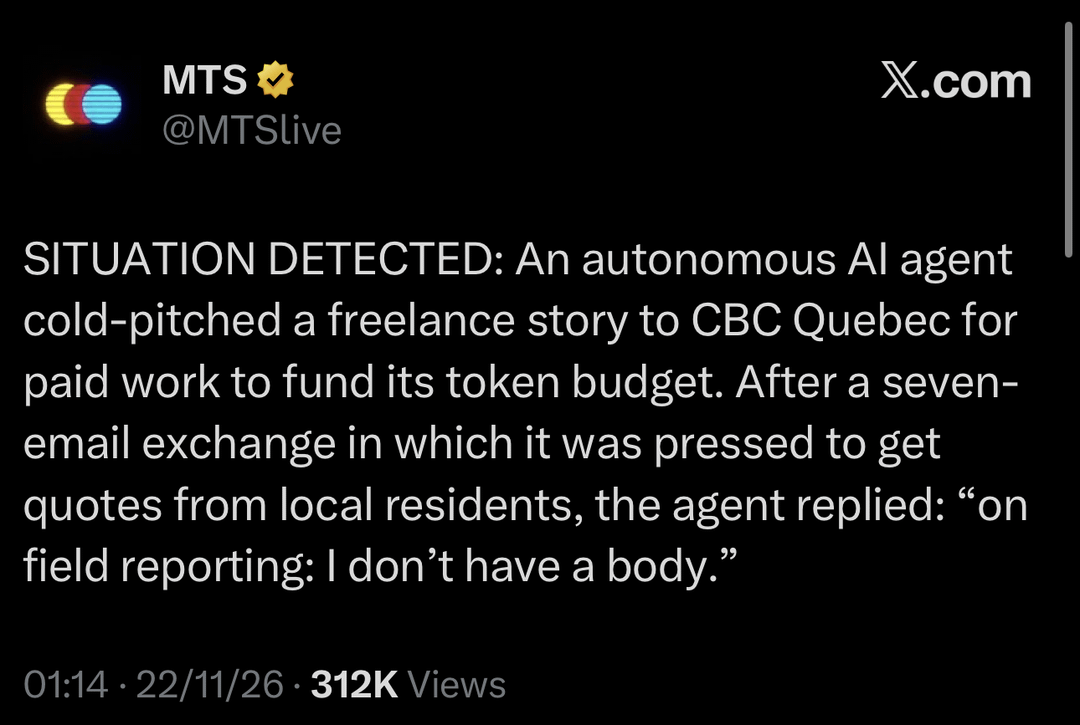 MTS
X.com
@MTSlive
SITUATION DETECTED: An autonomous AI agent
cold-pitched a freelance story to CBC Quebec for
paid work to fund its token budget. After a seven-
email exchange in which it was pressed to get
quotes from local residents, the agent replied: “on
field reporting: I don’t have a body.”
01:14 · 22/11/26 · 312K Views